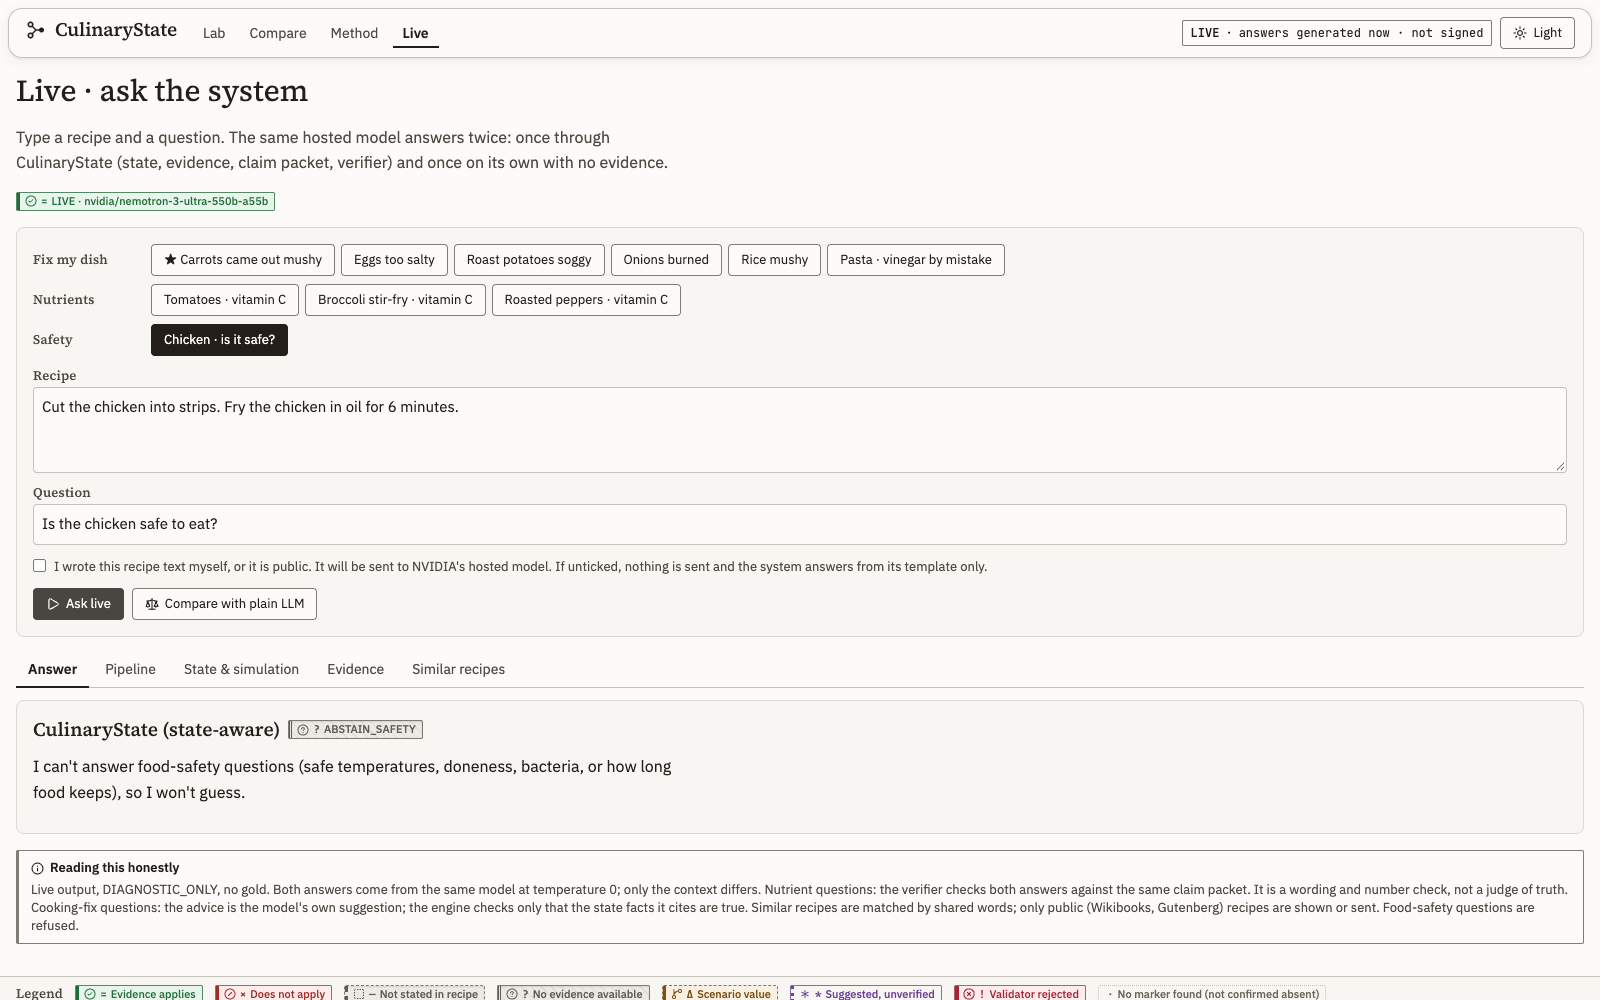 CulinaryState Lab Compare Method Live LIVE · answers generated now · not signed Light
Live · ask the system
Type a recipe and a question. The same hosted model answers twice: once through
CulinaryState (state, evidence, claim packet, verifier) and once on its own with no evidence.
= LIVE · nvidia/nemotron-3-ultra-550b-a55b
Fix my dish ★ Carrots came out mushy Eggs too salty Roast potatoes soggy Onions burned Rice mushy Pasta · vinegar by mistake
Nutrients Tomatoes · vitamin C Broccoli stir-fry · vitamin C Roasted peppers · vitamin C
Safety Chicken · is it safe?
Recipe
Cut the chicken into strips. Fry the chicken in oil for 6 minutes.
Question
Is the chicken safe to eat?
I wrote this recipe text myself, or it is public. It will be sent to NVIDIA's hosted model. If unticked, nothing is sent and the system answers from its template only.
Ask live Compare with plain LLM
Answer Pipeline State & simulation Evidence Similar recipes
CulinaryState (state-aware) ? ABSTAIN_SAFETY
I can't answer food-safety questions (safe temperatures, doneness, bacteria, or how long
food keeps), so I won't guess.
Reading this honestly
Live output, DIAGNOSTIC_ONLY, no gold. Both answers come from the same model at temperature 0; only the context differs. Nutrient questions: the verifier checks both answers against the same claim packet. It is a wording and number check, not a judge of truth.
Cooking-fix questions: the advice is the model's own suggestion; the engine checks only that the state facts it cites are true. Similar recipes are matched by shared words; only public (Wikibooks, Gutenberg) recipes are shown or sent. Food-safety questions are
refused.
Legend = Evidence applies × Does not apply – Not stated in recipe ? No evidence available Δ Scenario value * Suggested, unverified ! Validator rejected · No marker found (not confirmed absent)